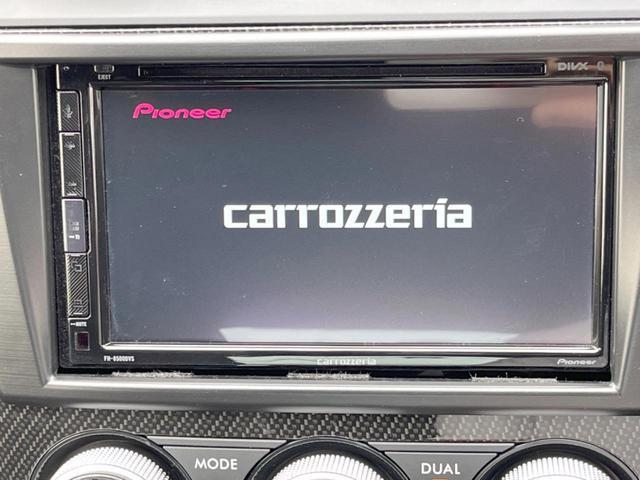 EJECT
DIVX
Pioneer
carrozzeria
MUTE
FH-8500DVS
carrozzeria
Pioneer
MODE
DUAL